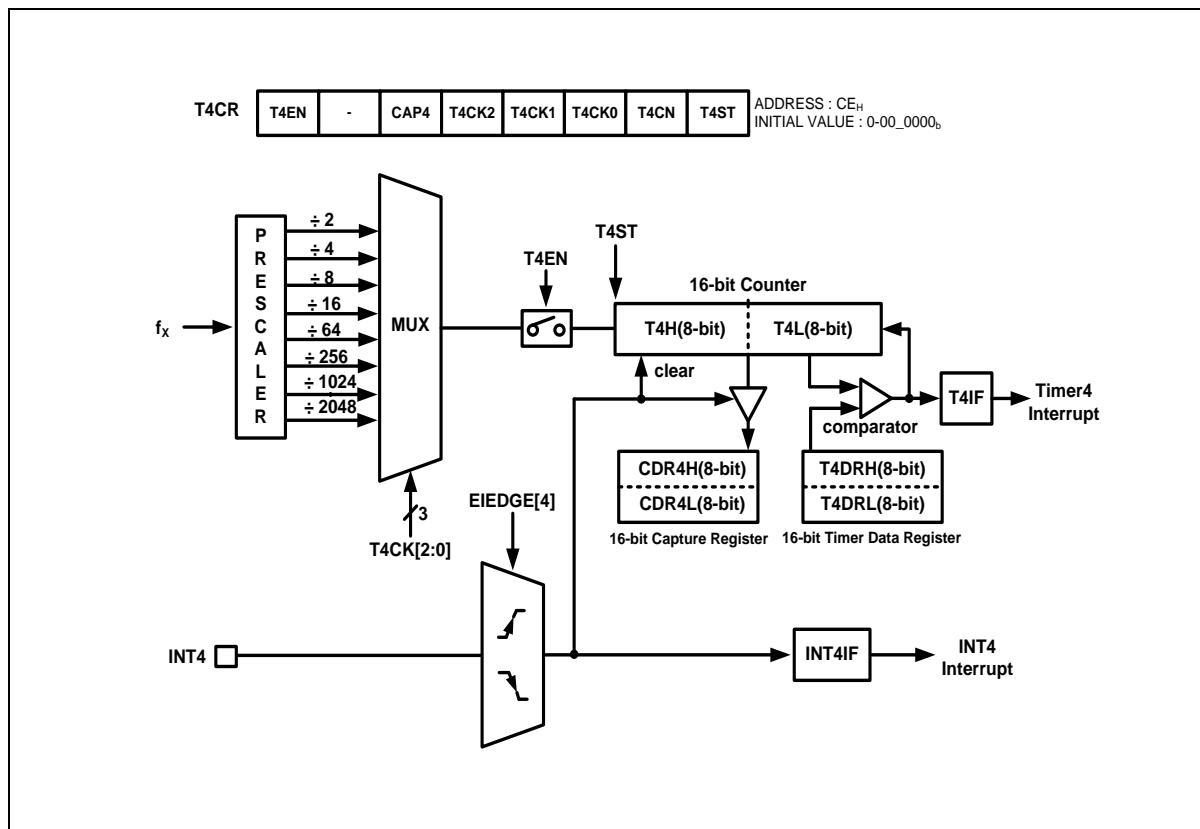 T4CR T4EN - CAP4 T4CK2 T4CK1 T4CK0 T4CN T4ST
ADDRESS : CEH
INITIAL VALUE : 0-00_0000b
fX
P
R
E
S
C
A
L
E
R
÷ 2
÷ 4
÷ 8
÷ 16
÷ 64
÷ 256
÷ 1024
÷ 2048
MUX
3
T4CK[2:0]
T4EN
T4ST
16-bit Counter
T4H(8-bit) T4L(8-bit)
clear
comparator
T4IF
Timer4
Interrupt
CDR4H(8-bit)
CDR4L(8-bit)
16-bit Capture Register
T4DRH(8-bit)
T4DRL(8-bit)
16-bit Timer Data Register
EIEDGE[4]
INT4
INT4IF
INT4
Interrupt